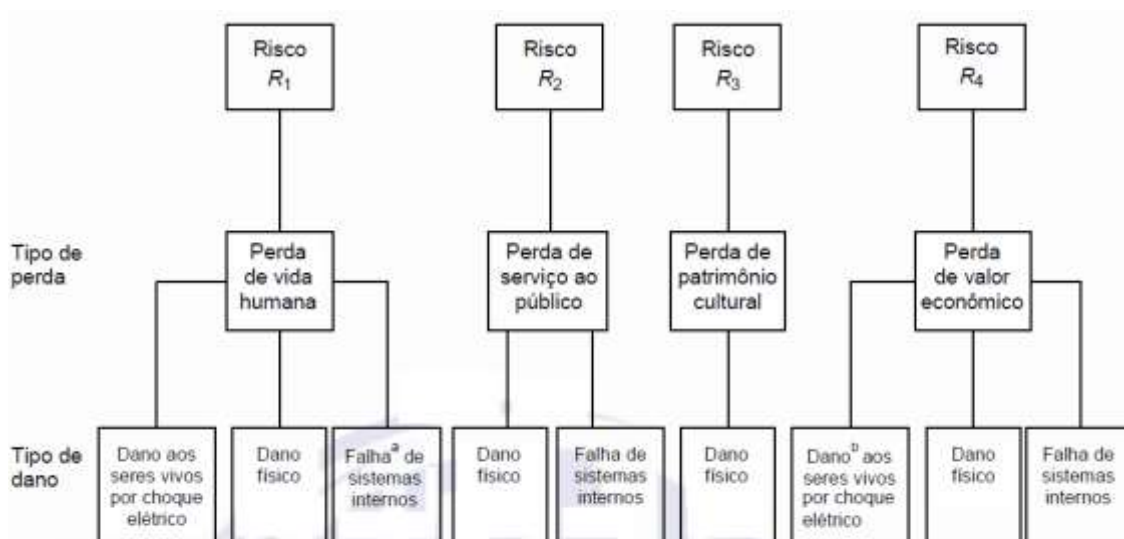 Risco
R1
Risco
R2
Risco
R3
Risco
R4
Tipo de
perda
Perda
de vida
humana
Perda de
serviço ao
público
Perda de
patrimônio
cultural
Perda
de valor
econômico
Tipo de
dano
Dano aos
seres vivos
por choque
elétrico
Dano
físico
Falhaª de
sistemas
internos
Dano
físico
Falha de
sistemas
internos
Dano
físico
Danoᵇ aos
seres vivos
por choque
elétrico
Dano
físico
Falha de
sistemas
internos